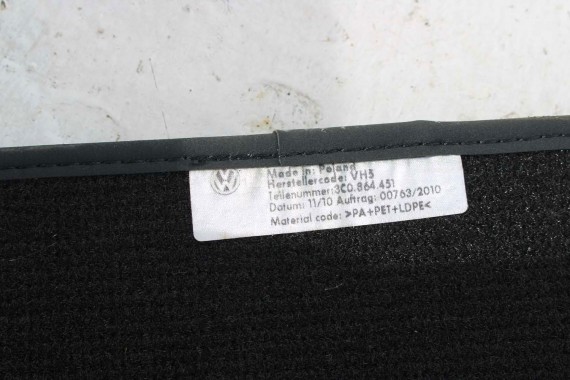 Made in: Poland
Herstellercode: VH5
Teilenummer: 3C0.864.451
Datum: 11/10 Auftrag: 00763/2010
Material code: >PA+PET+LDPE<